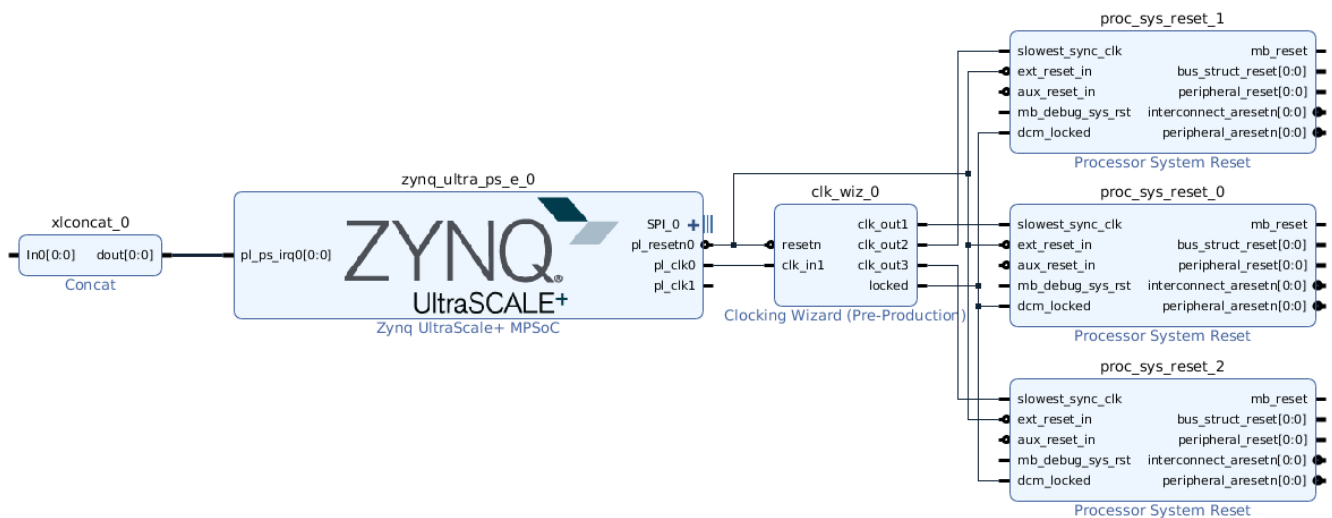 proc_sys_reset_1
slowest_sync_clk mb_reset
ext_reset_in bus_struct_reset[0:0]
aux_reset_in peripheral_reset[0:0]
mb_debug_sys_rst interconnect_aresetn[0:0]
dcm_locked peripheral_aresetn[0:0]
Processor System Reset
zynq_ultra_ps_e_0
SPI_0
pl_resetn0
pl_ps_irq0[0:0] pl_clk0
pl_clk1
ZYNQ®
UltraSCALE+
Zynq UltraScale+ MPSoC
xlconcat_0
In0[0:0] dout[0:0]
Concat
clk_wiz_0
clk_out1
resetn clk_out2
clk_in1 clk_out3
locked
Clocking Wizard (Pre-Production)
proc_sys_reset_0
slowest_sync_clk mb_reset
ext_reset_in bus_struct_reset[0:0]
aux_reset_in peripheral_reset[0:0]
mb_debug_sys_rst interconnect_aresetn[0:0]
dcm_locked peripheral_aresetn[0:0]
Processor System Reset
proc_sys_reset_2
slowest_sync_clk mb_reset
ext_reset_in bus_struct_reset[0:0]
aux_reset_in peripheral_reset[0:0]
mb_debug_sys_rst interconnect_aresetn[0:0]
dcm_locked peripheral_aresetn[0:0]
Processor System Reset